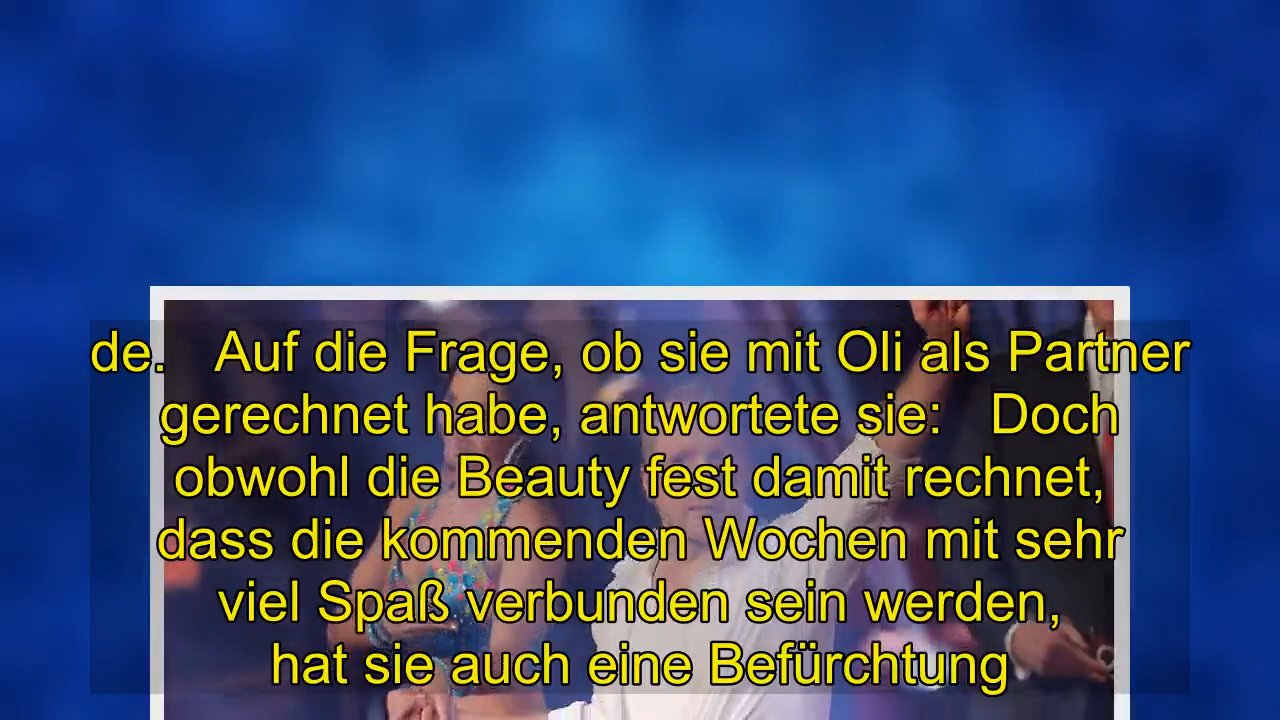 de.   Auf die Frage, ob sie mit Oli als Partner
gerechnet habe, antwortete sie:   Doch
obwohl die Beauty fest damit rechnet,
dass die kommenden Wochen mit sehr
viel Spaß verbunden sein werden,
hat sie auch eine Befürchtung